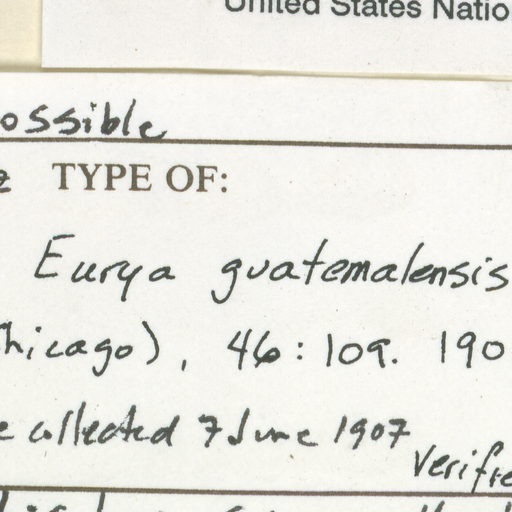 United States Natio
ossible
TYPE OF:
Eurya guatemalensis
hicago), 46:109. 190
e collected 7 June 1907
Verifie